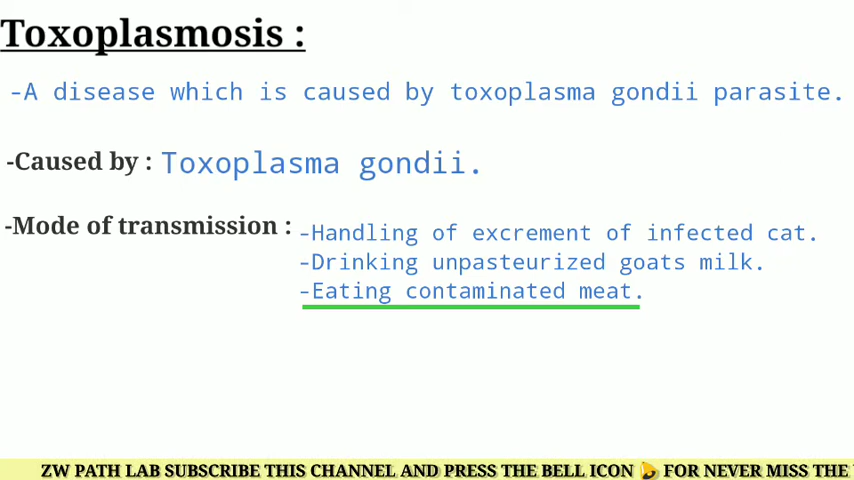 Toxoplasmosis :
-A disease which is caused by toxoplasma gondii parasite.
-Caused by : Toxoplasma gondii.
-Mode of transmission : -Handling of excrement of infected cat.
-Drinking unpasteurized goats milk.
-Eating contaminated meat.
ZW PATH LAB SUBSCRIBE THIS CHANNEL AND PRESS THE BELL ICON 🔔 FOR NEVER MISS THE